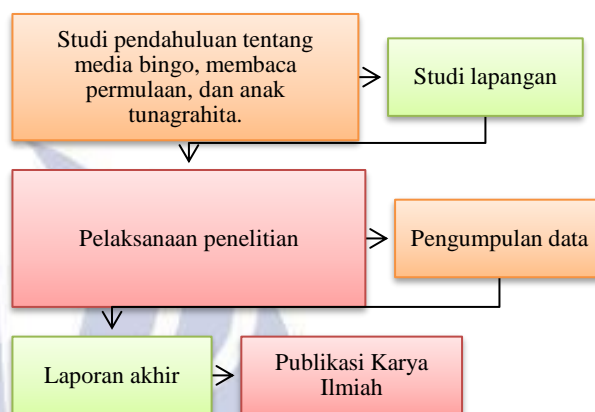 Studi pendahuluan tentang
media bingo, membaca
permulaan, dan anak
tunagrahita.
Studi lapangan
Pelaksanaan penelitian
Pengumpulan data
Laporan akhir
Publikasi Karya
Ilmiah